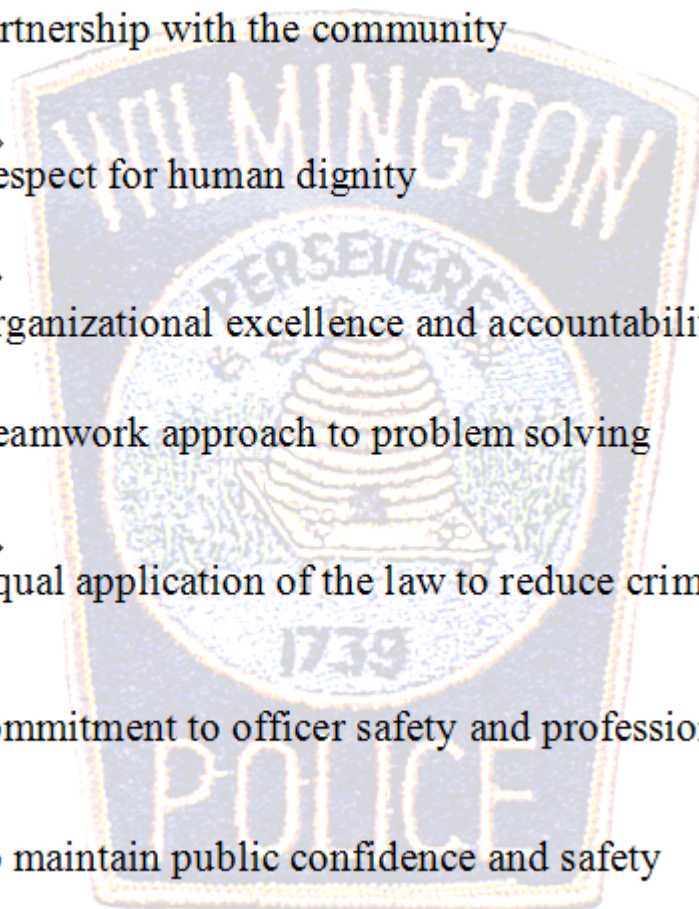 rtnership with the community
WILMINGTON
espect for human dignity
PERSEVERE
rganizational excellence and accountabilit
eamwork approach to problem solving
qual application of the law to reduce crim
1739
ommitment to officer safety and profession
POLICE
maintain public confidence and safety